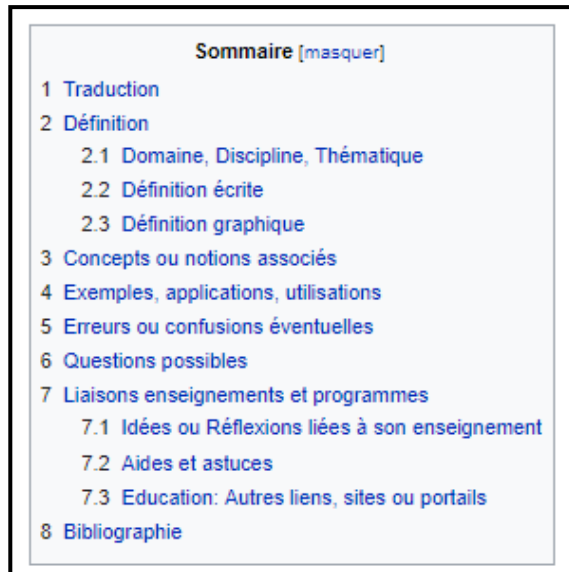 Sommaire [masquer]
1 Traduction
2 Définition
2.1 Domaine, Discipline, Thématique
2.2 Définition écrite
2.3 Définition graphique
3 Concepts ou notions associés
4 Exemples, applications, utilisations
5 Erreurs ou confusions éventuelles
6 Questions possibles
7 Liaisons enseignements et programmes
7.1 Idées ou Réflexions liées à son enseignement
7.2 Aides et astuces
7.3 Education: Autres liens, sites ou portails
8 Bibliographie